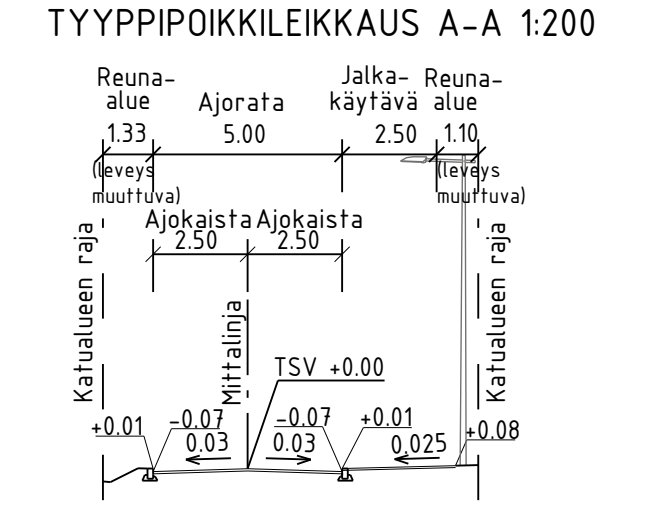 TYYPPIPOIKKILEIKKAUS A-A 1:200
Reuna-
alue
Ajorata
Jalka-
käytävä
Reuna-
alue
1.33
5.00
2.50
1.10
(leveys
muuttuva)
(leveys
muuttuva)
Ajokaista
Ajokaista
2.50
2.50
Katualueen raja
Mittalinja
Katualueen raja
TSV +0.00
+0.01
-0.07
-0.07
+0.01
+0.08
0.03
0.03
0.025